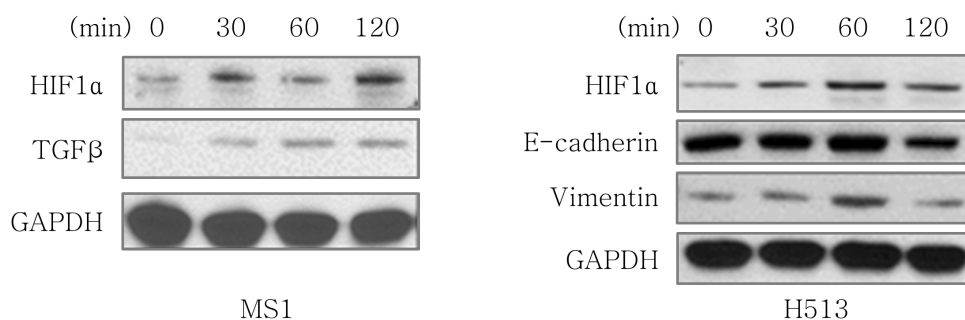 (min) 0 30 60 120
HIF1α
TGFβ
GAPDH
MS1
(min) 0 30 60 120
HIF1α
E-cadherin
Vimentin
GAPDH
H513